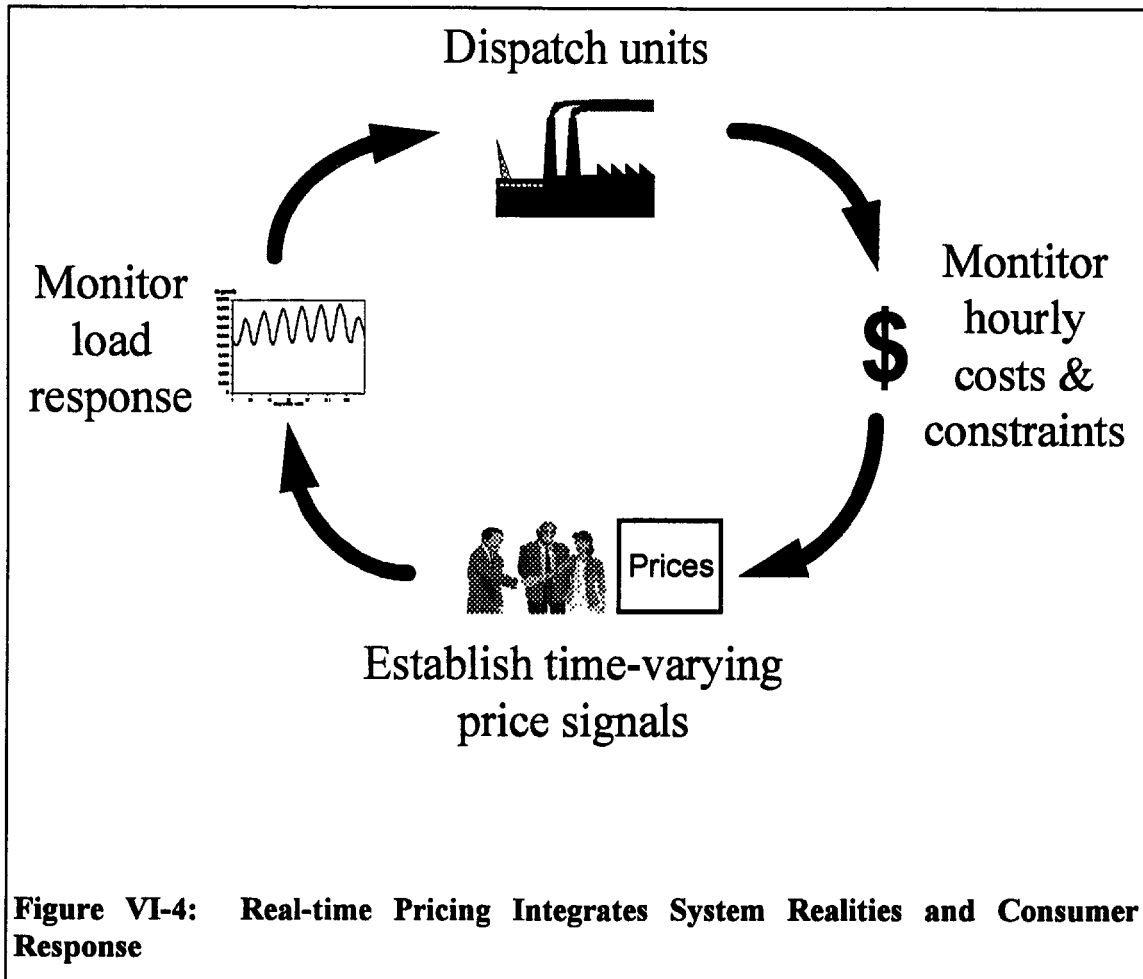 Dispatch units
Montitor
hourly
costs &
constraints
$
Prices
Establish time-varying
price signals
Monitor
load
response
Figure VI-4: Real-time Pricing Integrates System Realities and Consumer
Response